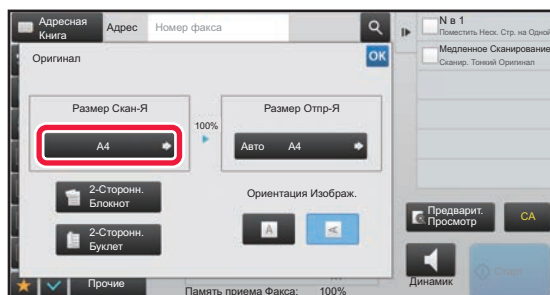 Адресная
Книга
Адрес
Номер факса
N в 1
Поместить Неск. Стр. на Одной
Медленное Сканирование
Сканир. Тонкий Оригинал
Оригинал
OK
Размер Скан-Я
Размер Отпр-Я
100%
A4
Авто A4
2-Сторонн.
Блокнот
2-Сторонн.
Буклет
Ориентация Изображ.
A
A
Предварит.
Просмотр
CA
Динамик
Старт
Прочие
Память приема Факса: 100%